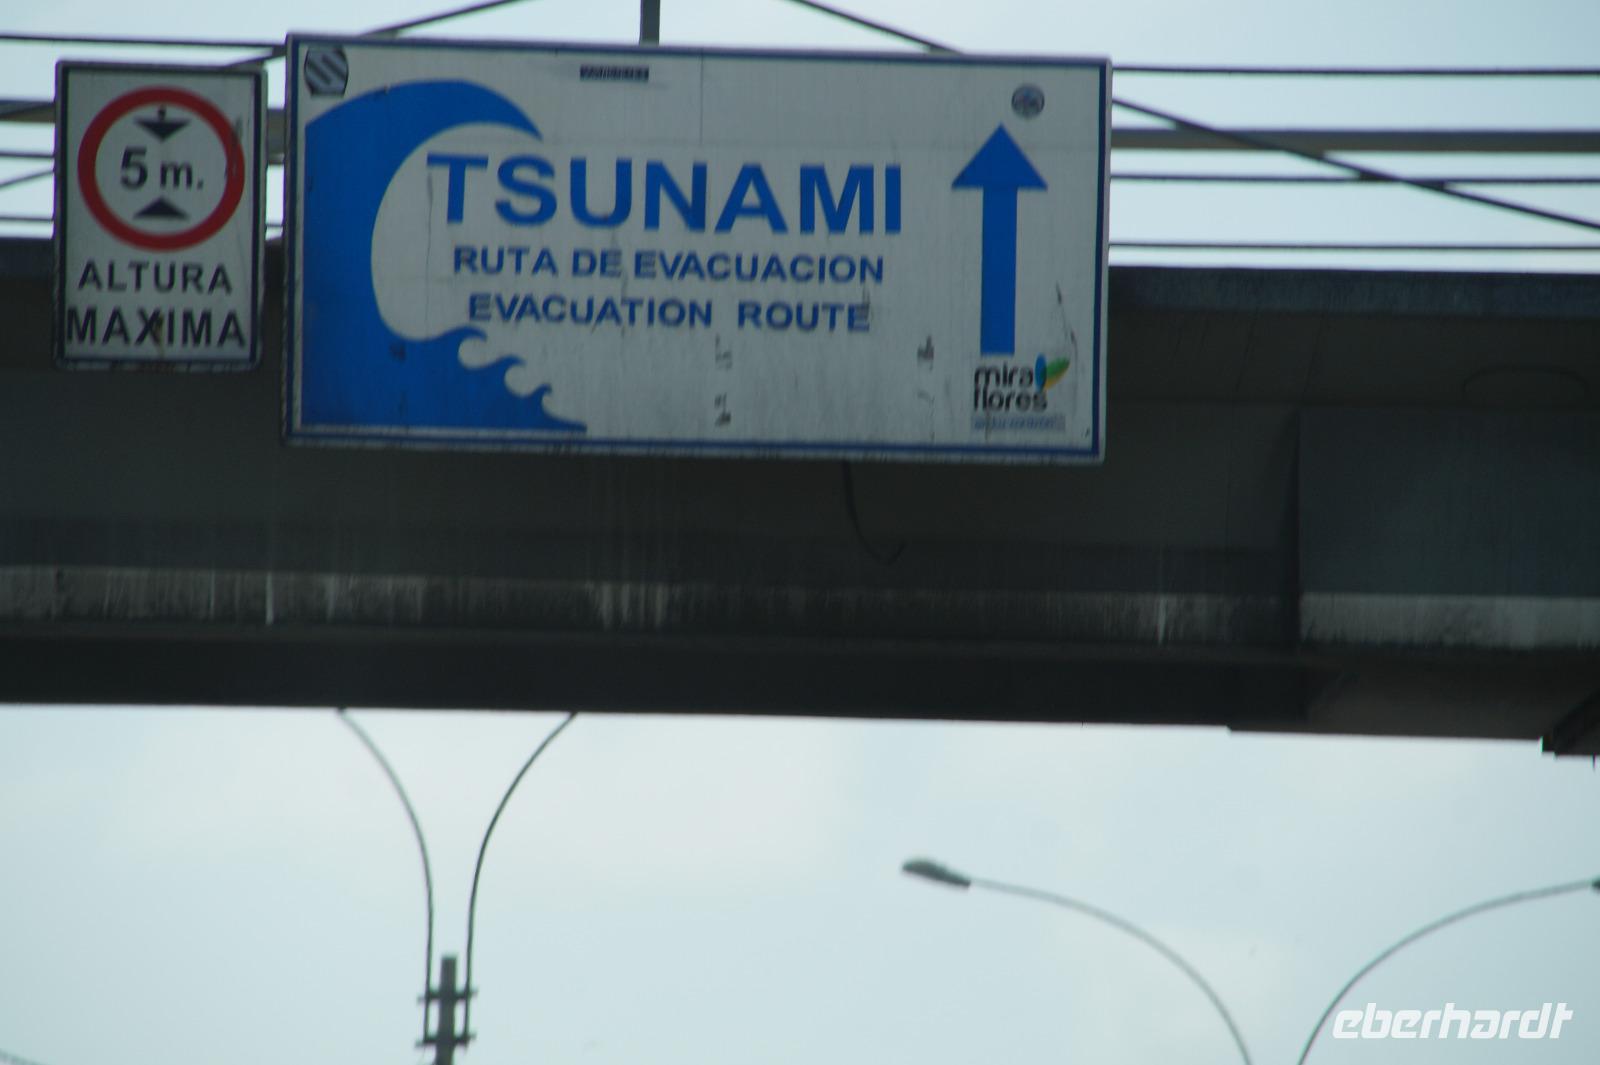 5 m.
ALTURA
MAXIMA
TSUNAMI
RUTA DE EVACUACION
EVACUATION ROUTE
mira
flores
eberhardt